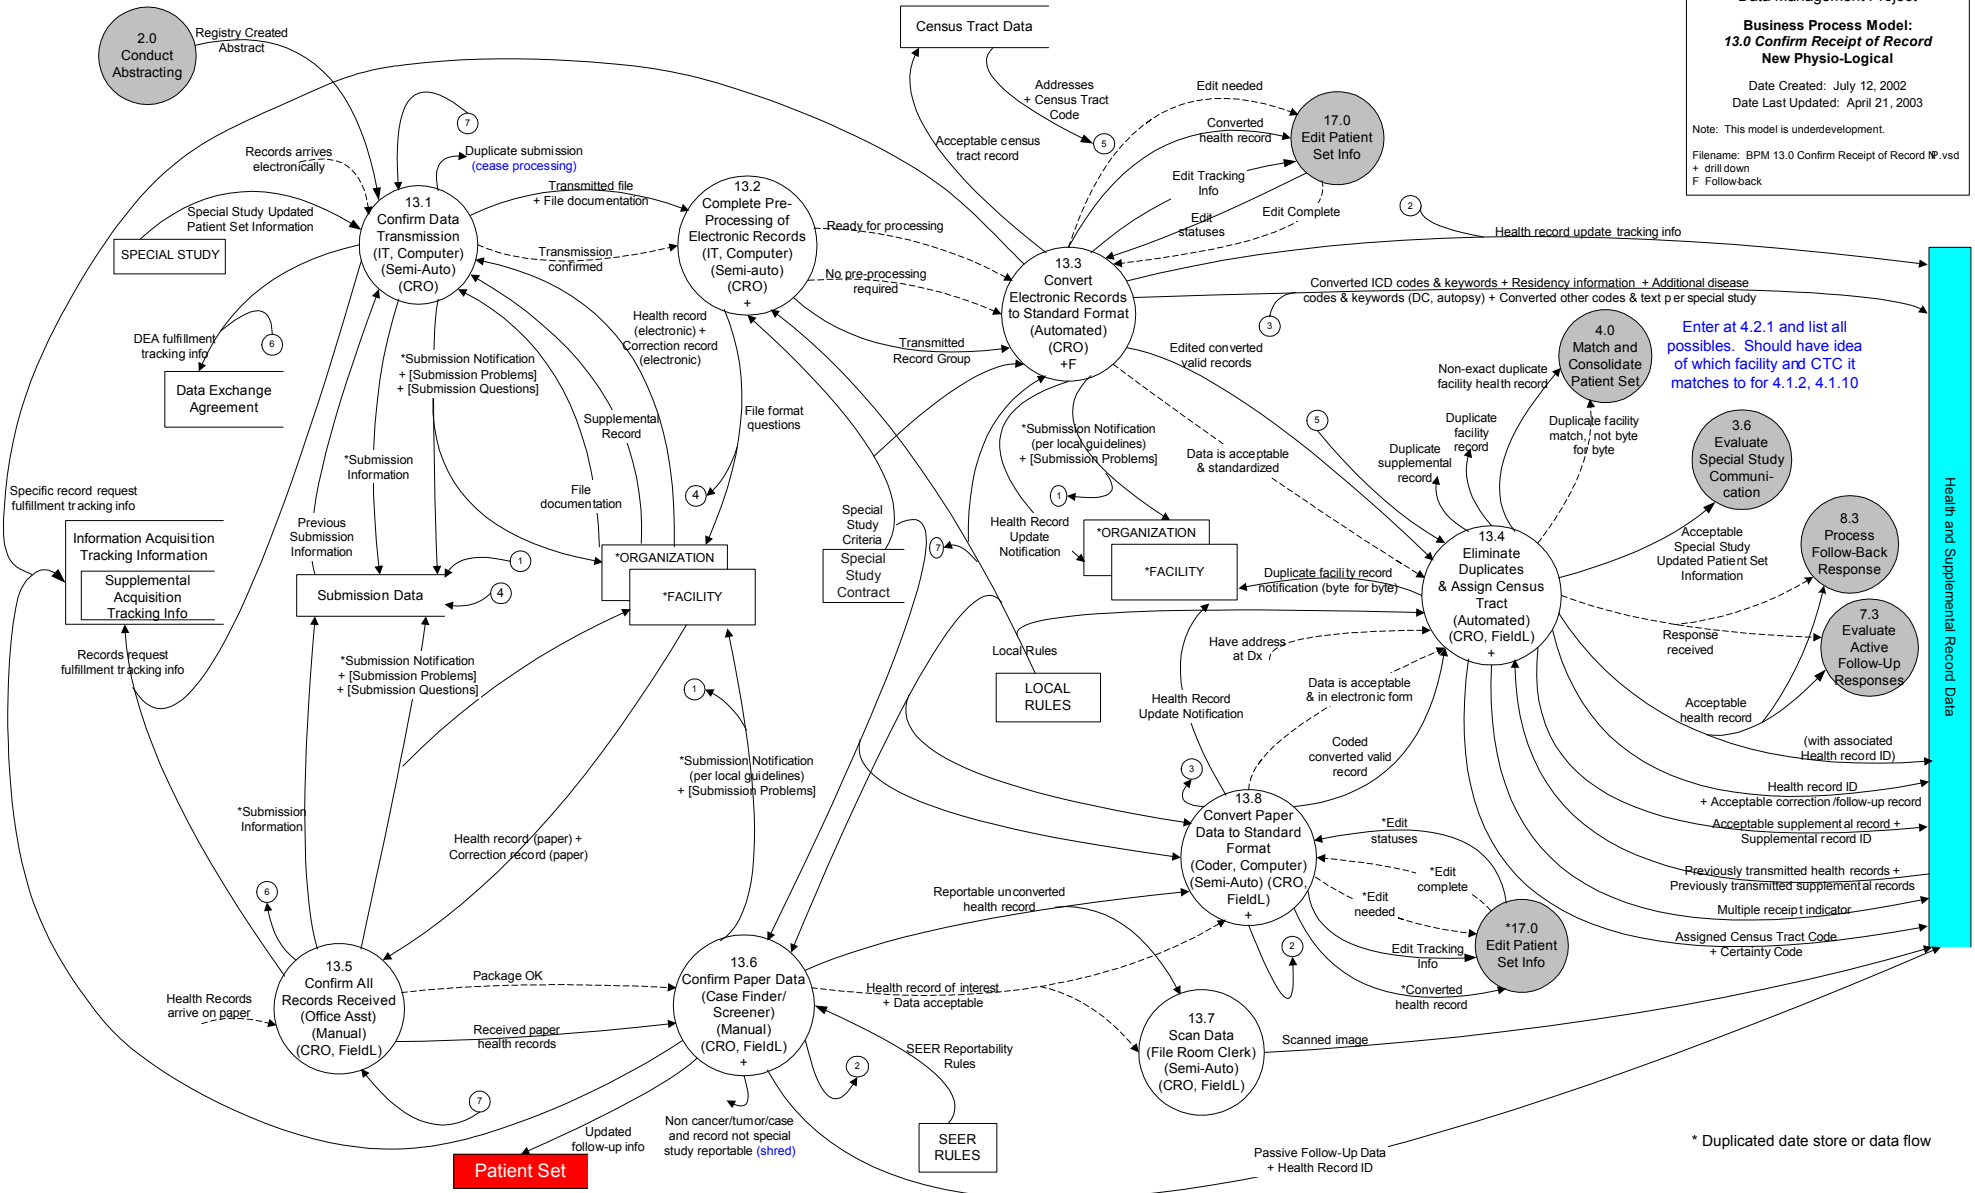 Data Management Project
Business Process Model:
13.0 Confirm Receipt of Record
New Physio-Logical
Date Created: July 12, 2002
Date Last Updated: April 21, 2003
Note: This model is underdevelopment.
Filename: BPM 13.0 Confirm Receipt of Record NP.vsd
+ drill down
F Follow-back
2.0
Conduct
Abstracting
Registry Created
Abstract
7
Records arrives
electronically
Duplicate submission
(cease processing)
Special Study Updated
Patient Set Information
SPECIAL STUDY
13.1
Confirm Data
Transmission
(IT, Computer)
(Semi-Auto)
(CRO)
Transmitted file
+ File documentation
Transmission
confirmed
13.2
Complete Pre-
Processing of
Electronic Records
(IT, Computer)
(Semi-auto)
(CRO)
+
Ready for processing
No pre-processing
required
Transmitted
Record Group
Census Tract Data
Acceptable census
tract record
Addresses
+ Census Tract
Code
5
Edit needed
Converted
health record
Edit Tracking
Info
Edit
statuses
Edit Complete
17.0
Edit Patient
Set Info
13.3
Convert
Electronic Records
to Standard Format
(Automated)
(CRO)
+F
2
Health record update tracking info
Converted ICD codes & keywords + Residency information + Additional disease
codes & keywords (DC, autopsy) + Converted other codes & text per special study
3
Edited converted
valid records
4.0
Match and
Consolidate
Patient Set
Enter at 4.2.1 and list all
possibles. Should have idea
of which facility and CTC it
matches to for 4.1.2, 4.1.10
DEA fulfillment
tracking info
6
Data Exchange
Agreement
*Submission Notification
+ [Submission Problems]
+ [Submission Questions]
Health record
(electronic) +
Correction record
(electronic)
Supplemental
Record
File format
questions
4
*Submission
Information
File
documentation
Previous
Submission
Information
Specific record request
fulfillment tracking info
Information Acquisition
Tracking Information
Supplemental
Acquisition
Tracking Info
Records request
fulfillment tracking info
Submission Data
1
4
*ORGANIZATION
*FACILITY
Special
Study
Criteria
Special
Study
Contract
7
*Submission Notification
(per local guidelines)
+ [Submission Problems]
1
Health Record
Update
Notification
*ORGANIZATION
*FACILITY
Data is acceptable
& standardized
5
Non-exact duplicate
facility health record
Duplicate
facility
record
Duplicate
supplemental
record
Duplicate facility
match, not byte
for byte
3.6
Evaluate
Special Study
Communi-
cation
Acceptable
Special Study
Updated Patient Set
Information
8.3
Process
Follow-Back
Response
7.3
Evaluate
Active
Follow-Up
Responses
Response
received
Acceptable
health record
13.4
Eliminate
Duplicates
& Assign Census
Tract
(Automated)
(CRO, FieldL)
+
Duplicate facility record
notification (byte for byte)
Have address
at Dx
Local Rules
LOCAL
RULES
Data is acceptable
& in electronic form
Health Record
Update Notification
Coded
converted valid
record
3
Health and Supplemental Record Data
(with associated
Health record ID)
Health record ID
+ Acceptable correction/follow-up record
Acceptable supplemental record +
Supplemental record ID
Previously transmitted health records +
Previously transmitted supplemental records
Multiple receipt indicator
Assigned Census Tract Code
+ Certainty Code
*Submission Notification
+ [Submission Problems]
+ [Submission Questions]
1
*Submission Notification
(per local guidelines)
+ [Submission Problems]
*Submission
Information
Health record (paper) +
Correction record (paper)
6
13.5
Confirm All
Records Received
(Office Asst)
(Manual)
(CRO, FieldL)
Health Records
arrive on paper
Package OK
Received paper
health records
7
13.6
Confirm Paper Data
(Case Finder/
Screener)
(Manual)
(CRO, FieldL)
+
Reportable unconverted
health record
Health record of interest
+ Data acceptable
2
SEER Reportability
Rules
SEER
RULES
Updated
follow-up info
Patient Set
Non cancer/tumor/case
and record not special
study reportable (shred)
13.8
Convert Paper
Data to Standard
Format
(Coder, Computer)
(Semi-Auto) (CRO,
FieldL)
+
*Edit
statuses
*Edit
complete
*Edit
needed
Edit Tracking
Info
*Converted
health record
*17.0
Edit Patient
Set Info
2
13.7
Scan Data
(File Room Clerk)
(Semi-Auto)
(CRO, FieldL)
Scanned image
Passive Follow-Up Data
+ Health Record ID
* Duplicated date store or data flow